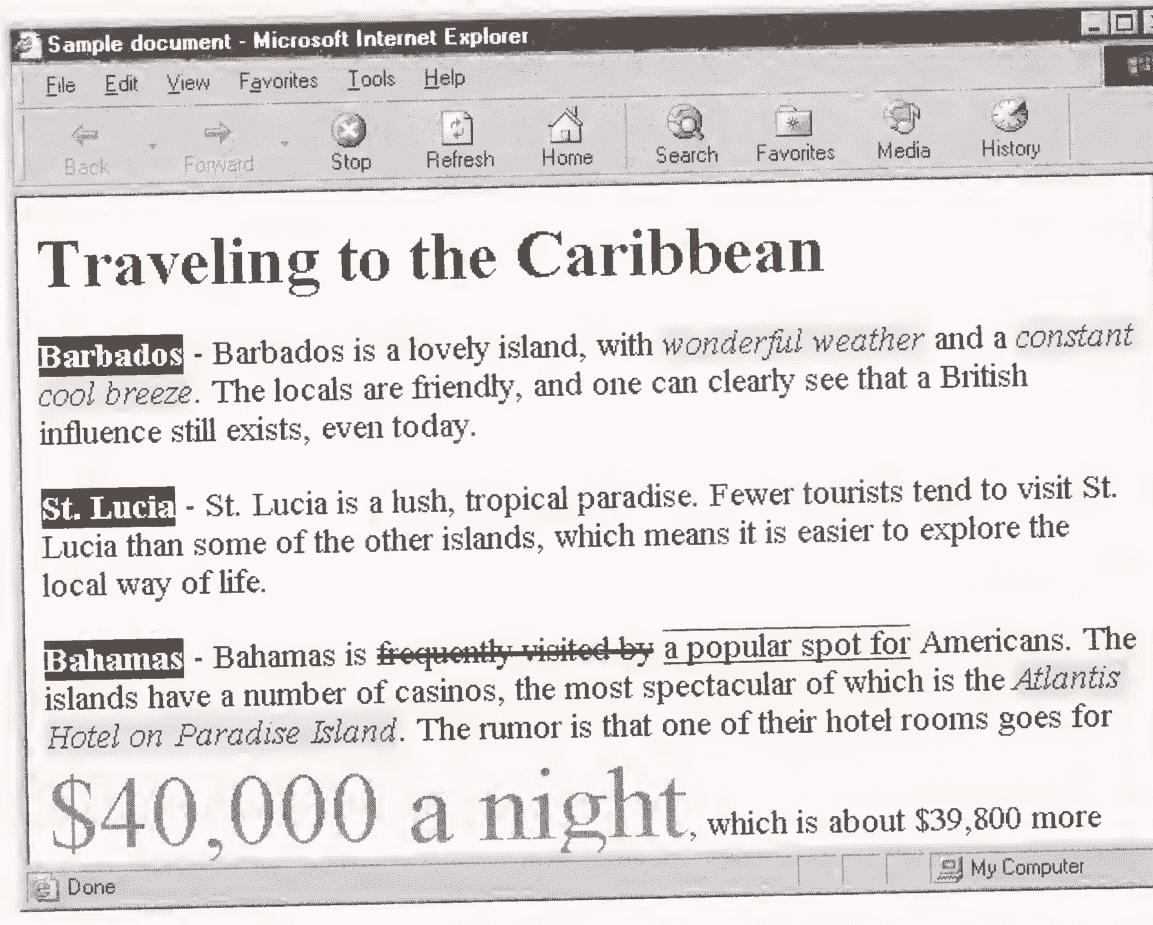 Sample document - Microsoft Internet Explorer
File Edit View Favorites Tools Help
Back Forward Stop Refresh Home Search Favorites Media History
Traveling to the Caribbean
Barbados - Barbados is a lovely island, with wonderful weather and a constant
cool breeze. The locals are friendly, and one can clearly see that a British
influence still exists, even today.
St. Lucia - St. Lucia is a lush, tropical paradise. Fewer tourists tend to visit St.
Lucia than some of the other islands, which means it is easier to explore the
local way of life.
Bahamas - Bahamas is frequently visited by a popular spot for Americans. The
islands have a number of casinos, the most spectacular of which is the Atlantis
Hotel on Paradise Island. The rumor is that one of their hotel rooms goes for
$40,000 a night, which is about $39,800 more
Done My Computer